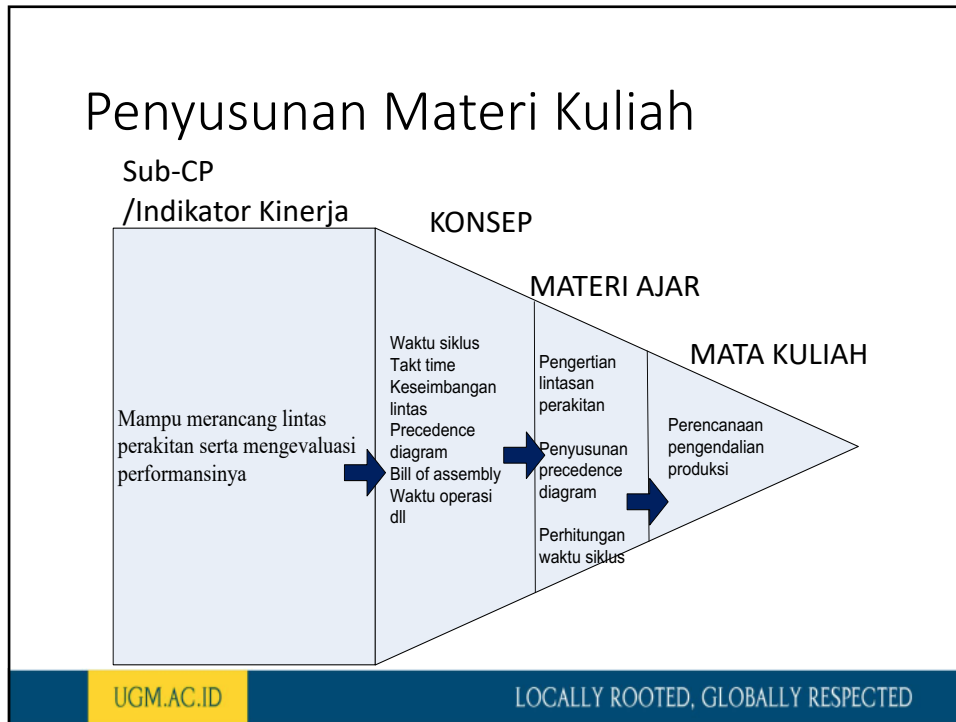 Penyusunan Materi Kuliah
Sub-CP
/Indikator Kinerja
KONSEP
MATERI AJAR
MATA KULIAH
Mampu merancang lintas
perakitan serta mengevaluasi
performansinya
Waktu siklus
Takt time
Keseimbangan
lintas
Precedence
diagram
Bill of assembly
Waktu operasi
dll
Pengertian
lintasan
perakitan
Penyusunan
precedence
diagram
Perhitungan
waktu siklus
Perencanaan
pengendalian
produksi
UGM.AC.ID
LOCALLY ROOTED, GLOBALLY RESPECTED